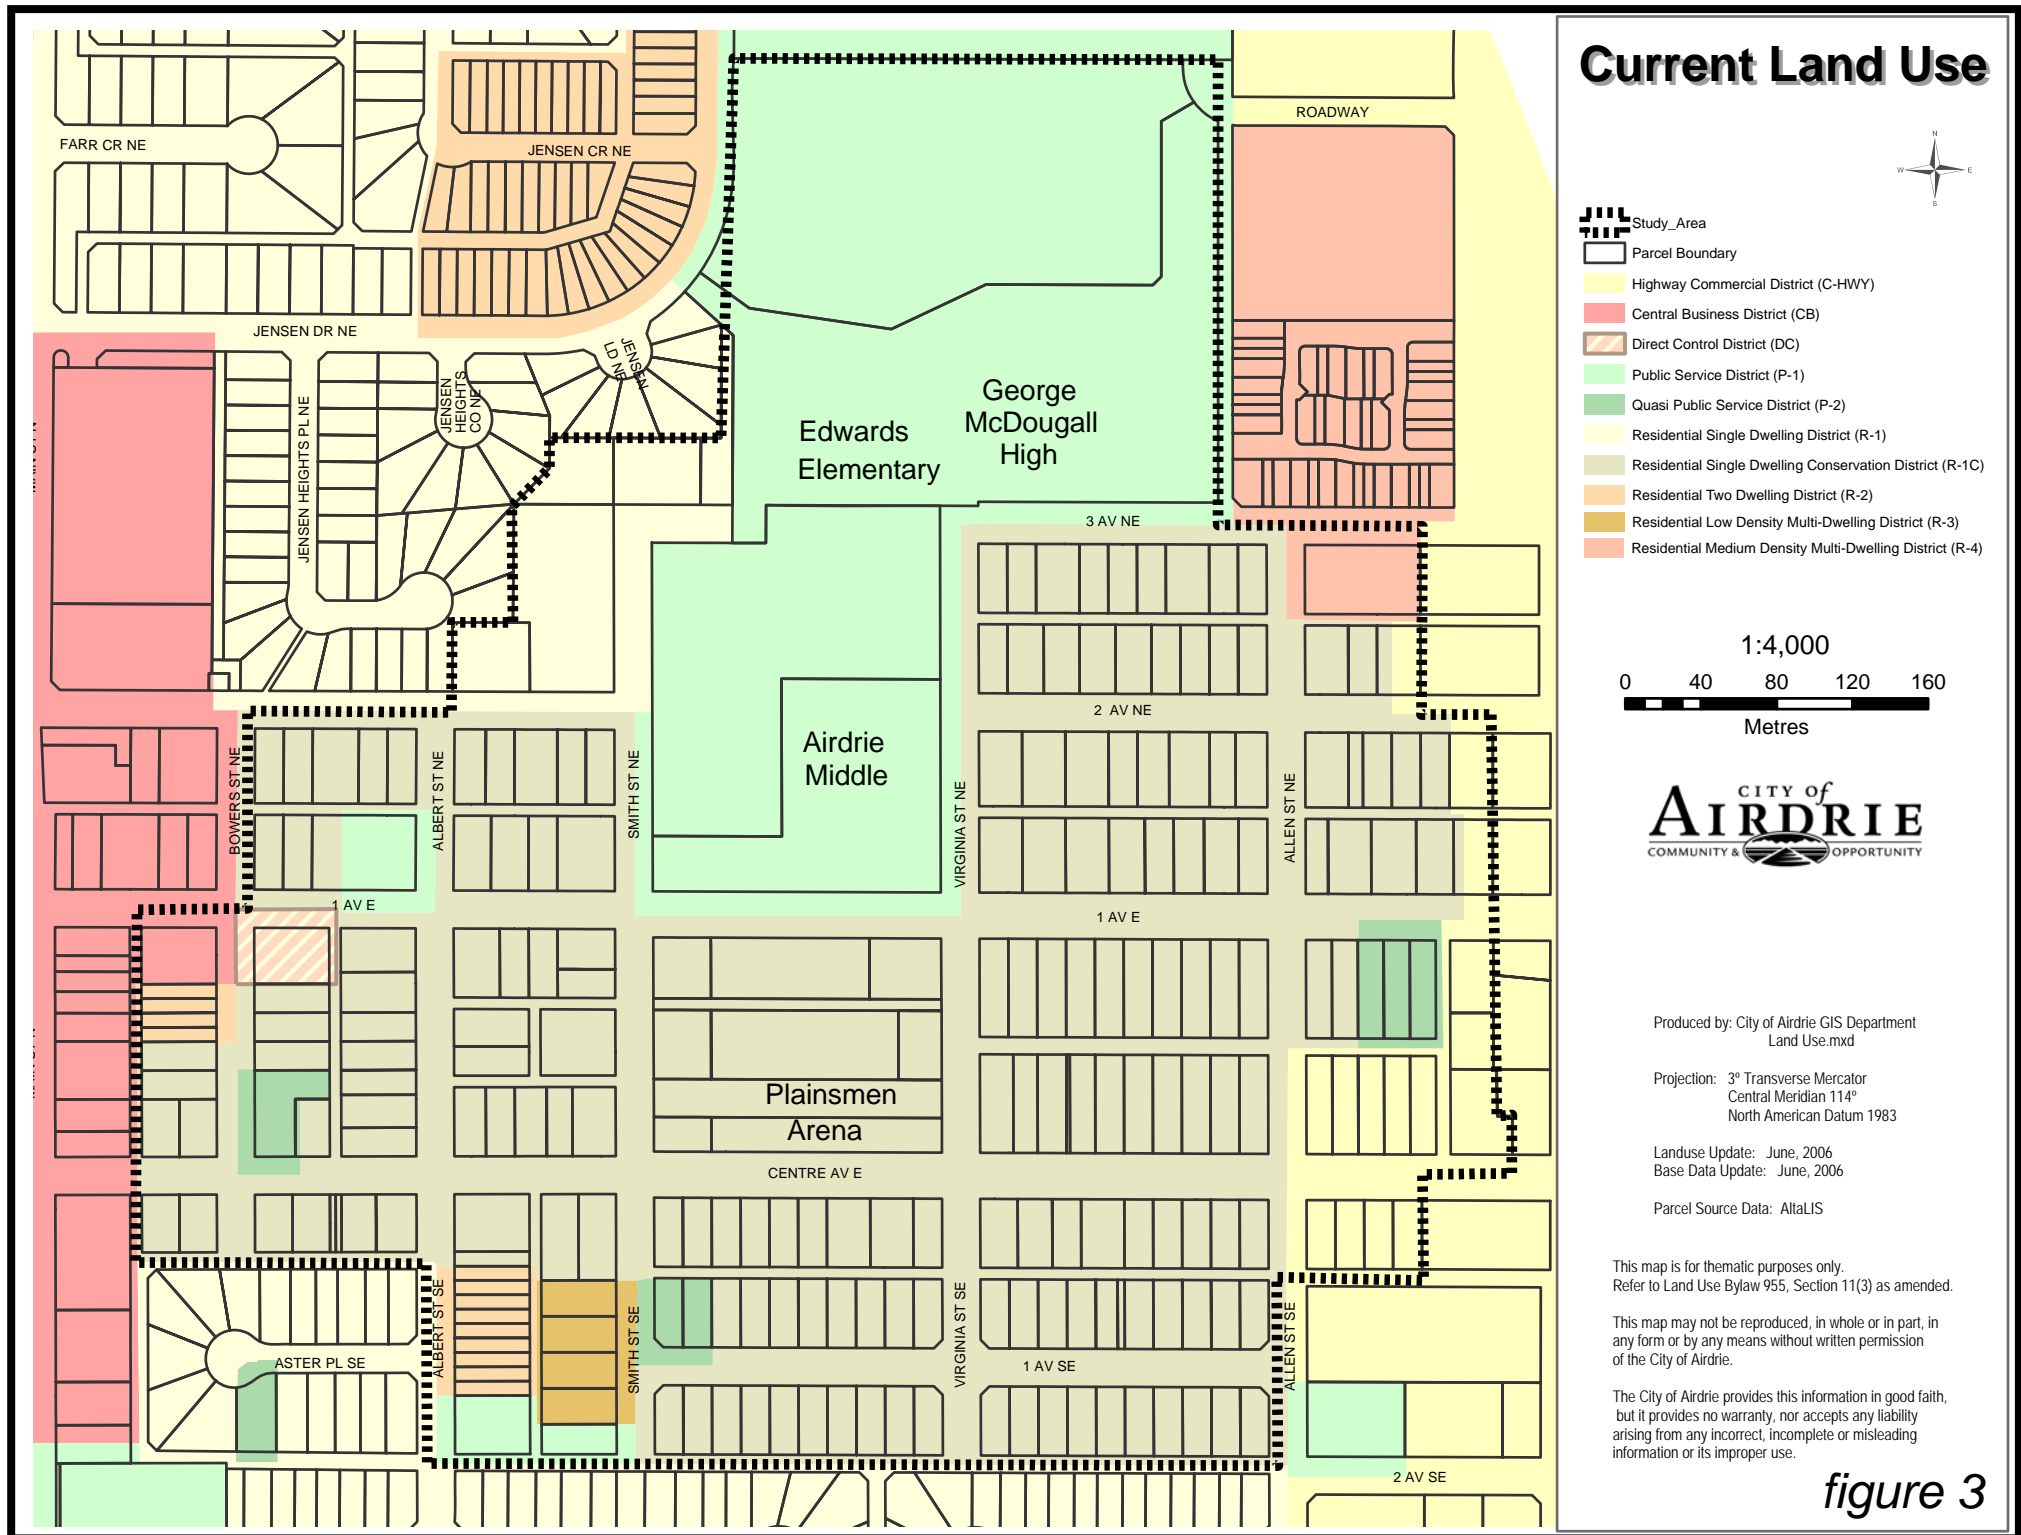 Current Land Use
N
W E
S
Study_Area
Parcel Boundary
Highway Commercial District (C-HWY)
Central Business District (CB)
Direct Control District (DC)
Public Service District (P-1)
Quasi Public Service District (P-2)
Residential Single Dwelling District (R-1)
Residential Single Dwelling Conservation District (R-1C)
Residential Two Dwelling District (R-2)
Residential Low Density Multi-Dwelling District (R-3)
Residential Medium Density Multi-Dwelling District (R-4)
1:4,000
0 40 80 120 160
Metres
CITY of
AIRDRIE
COMMUNITY & OPPORTUNITY
Produced by: City of Airdrie GIS Department
Land Use.mxd
Projection: 3º Transverse Mercator
Central Meridian 114º
North American Datum 1983
Landuse Update: June, 2006
Base Data Update: June, 2006
Parcel Source Data: AltaLIS
This map is for thematic purposes only.
Refer to Land Use Bylaw 955, Section 11(3) as amended.
This map may not be reproduced, in whole or in part, in
any form or by any means without written permission
of the City of Airdrie.
The City of Airdrie provides this information in good faith,
but it provides no warranty, nor accepts any liability
arising from any incorrect, incomplete or misleading
information or its improper use.
figure 3
ROADWAY
FARR CR NE
JENSEN CR NE
JENSEN DR NE
JENSEN
LD NE
JENSEN
HEIGHTS
CO NE
JENSEN HEIGHTS PL NE
George
McDougall
High
Edwards
Elementary
3 AV NE
2 AV NE
Airdrie
Middle
BOWERS ST NE
ALBERT ST NE
SMITH ST NE
VIRGINIA ST NE
ALLEN ST NE
1 AV E
1 AV E
Plainsmen
Arena
CENTRE AV E
ALBERT ST SE
SMITH ST SE
VIRGINIA ST SE
ALLEN ST SE
ASTER PL SE
1 AV SE
2 AV SE